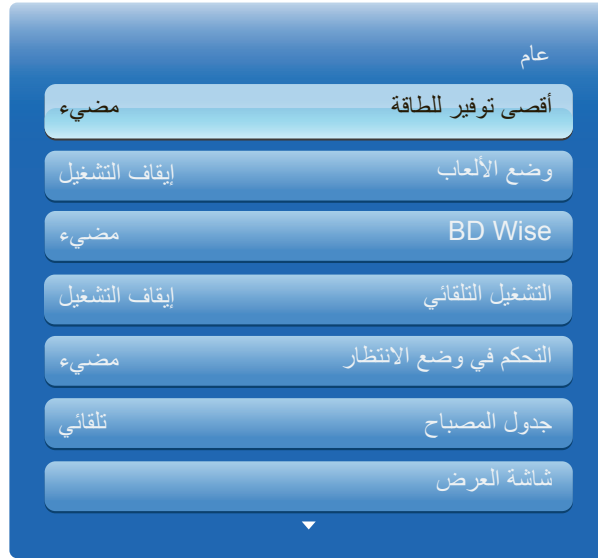 عام
أقصى توفير للطاقة مضيء
وضع الألعاب إيقاف التشغيل
BD Wise مضيء
التشغيل التلقائي إيقاف التشغيل
التحكم في وضع الانتظار مضيء
جدول المصباح تلقائي
شاشة العرض